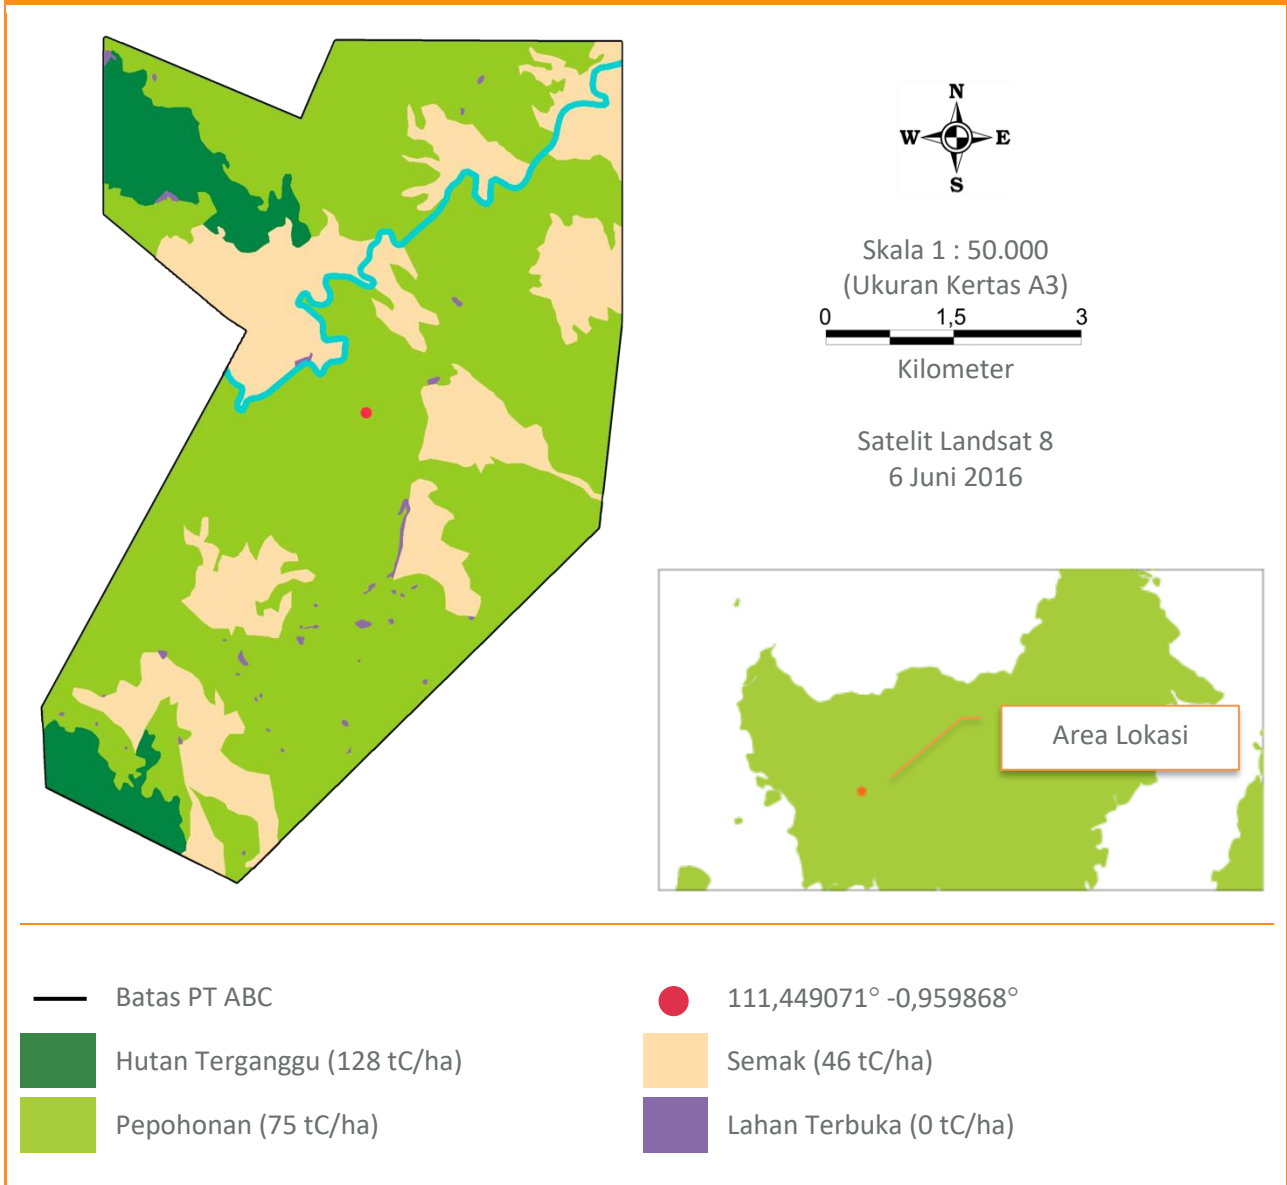 N
W E
S
Skala 1 : 50.000
(Ukuran Kertas A3)
0 1,5 3
Kilometer
Satelit Landsat 8
6 Juni 2016
Area Lokasi
Batas PT ABC
111,449071° -0,959868°
Hutan Terganggu (128 tC/ha)
Semak (46 tC/ha)
Pepohonan (75 tC/ha)
Lahan Terbuka (0 tC/ha)